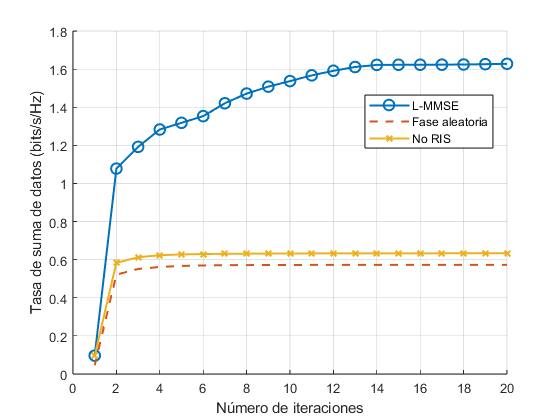 1.8
1.6
1.4
1.2
1
0.8
0.6
0.4
0.2
0
0 2 4 6 8 10 12 14 16 18 20
Tasa de suma de datos (bits/s/Hz)
Número de iteraciones
L-MMSE
Fase aleatoria
No RIS